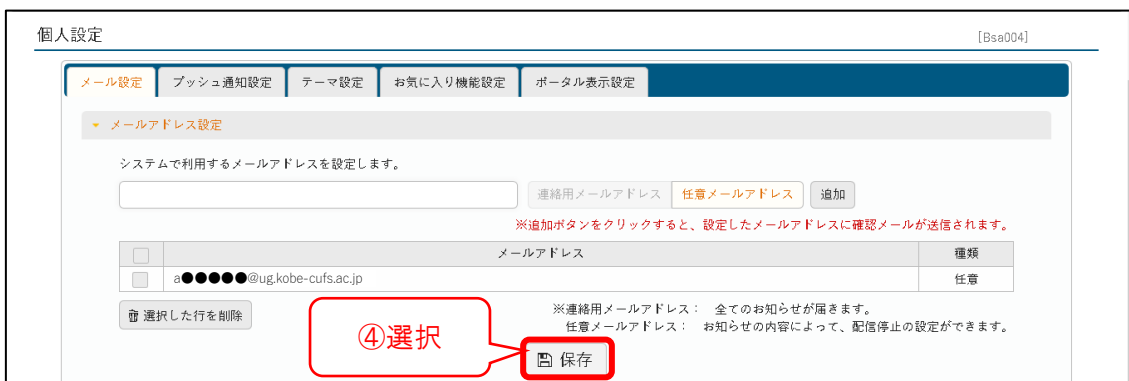 個人設定
[Bsa004]
メール設定 プッシュ通知設定 テーマ設定 お気に入り機能設定 ポータル表示設定
メールアドレス設定
システムで利用するメールアドレスを設定します。
連絡用メールアドレス 任意メールアドレス 追加
※追加ボタンをクリックすると、設定したメールアドレスに確認メールが送信されます。
メールアドレス 種類
a●●●●●@ug.kobe-cufs.ac.jp 任意
選択した行を削除
※連絡用メールアドレス： 全てのお知らせが届きます。
任意メールアドレス： お知らせの内容によって、配信停止の設定ができます。
④選択
保存